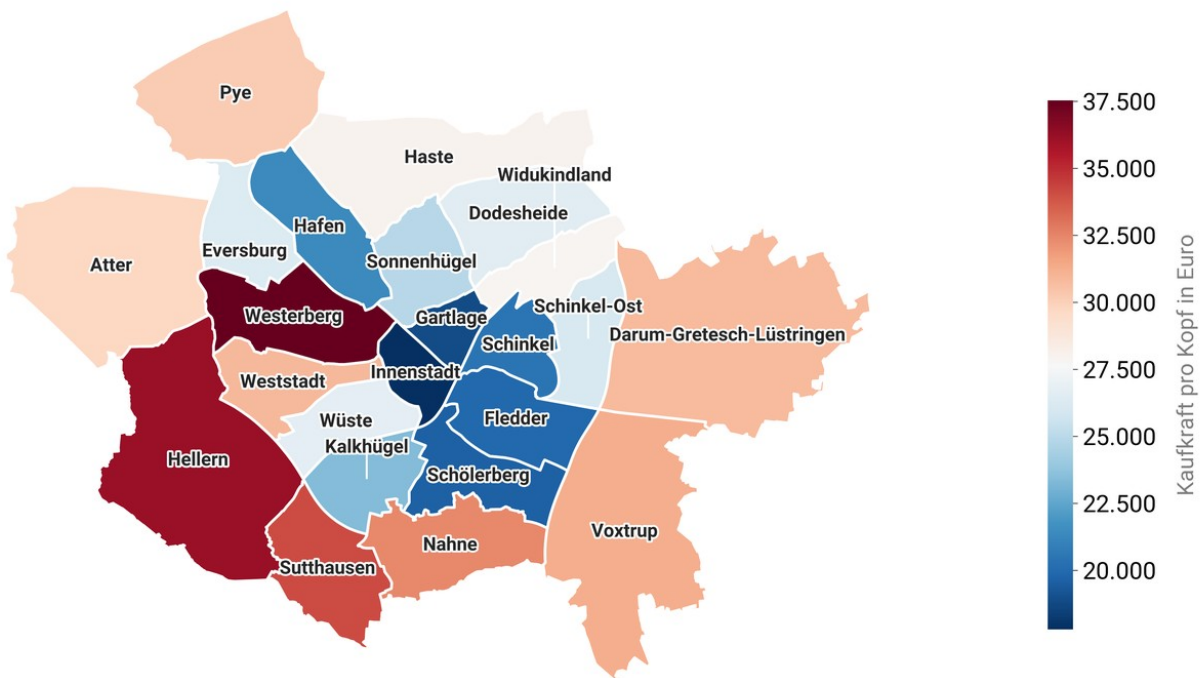 Pye
Haste
Widukindland
Dodesheide
Hafen
Eversburg
Sonnenhügel
Atter
Schinkel-Ost
Westerberg
Gartlage
Darum-Gretesch-Lüstringen
Schinkel
Innenstadt
Weststadt
Wüste
Fledder
Kalkhügel
Hellern
Schölerberg
Voxtrup
Nahne
Sutthausen
37.500
35.000
32.500
30.000
27.500
25.000
22.500
20.000
Kaufkraft pro Kopf in Euro